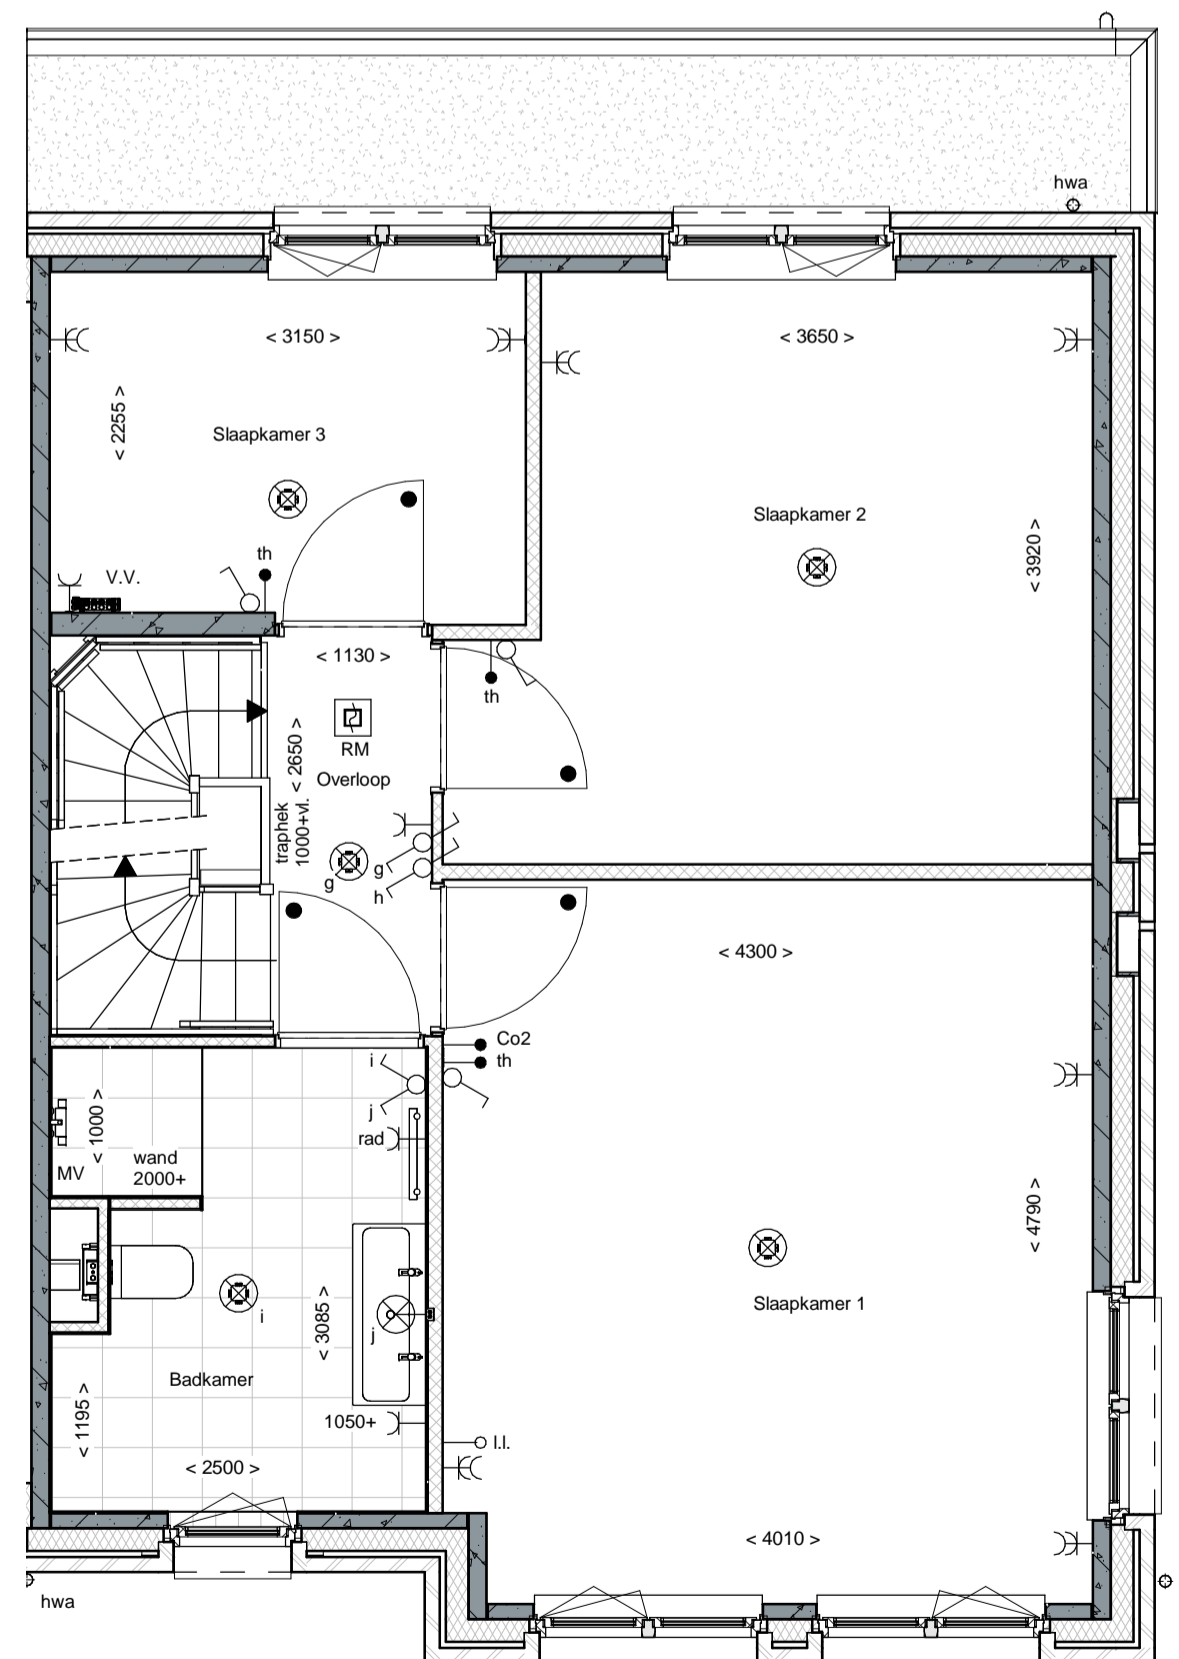 hwa
< 3150 >
< 3650 >
< 2255 >
Slaapkamer 3
Slaapkamer 2
< 3920 >
th
V.V.
< 1130 >
th
RM
< 2650 >
Overloop
traphek
1000+vl.
g
g
h
< 4300 >
Co2
th
i
j
rad
< 1000 >
MV
wand
2000+
< 4790 >
Slaapkamer 1
i
j
< 3085 >
Badkamer
< 1195 >
1050+
l.l.
< 2500 >
< 4010 >
hwa